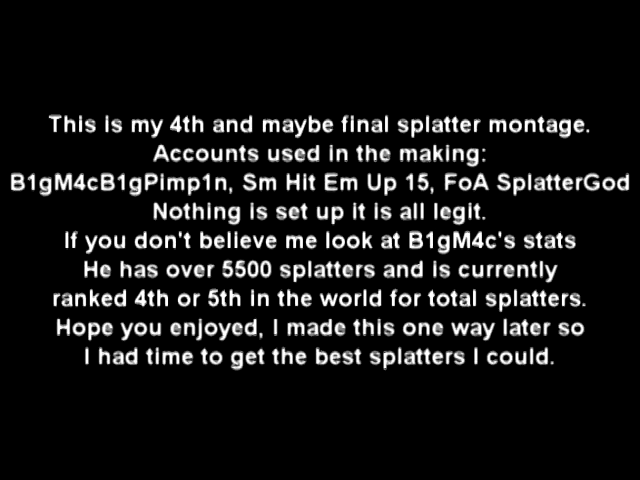 This is my 4th and maybe final splatter montage.
Accounts used in the making:
B1gM4cB1gPimp1n, Sm Hit Em Up 15, FoA SplatterGod
Nothing is set up it is all legit.
If you don't believe me look at B1gM4c's stats
He has over 5500 splatters and is currently
ranked 4th or 5th in the world for total splatters.
Hope you enjoyed, I made this one way later so
I had time to get the best splatters I could.